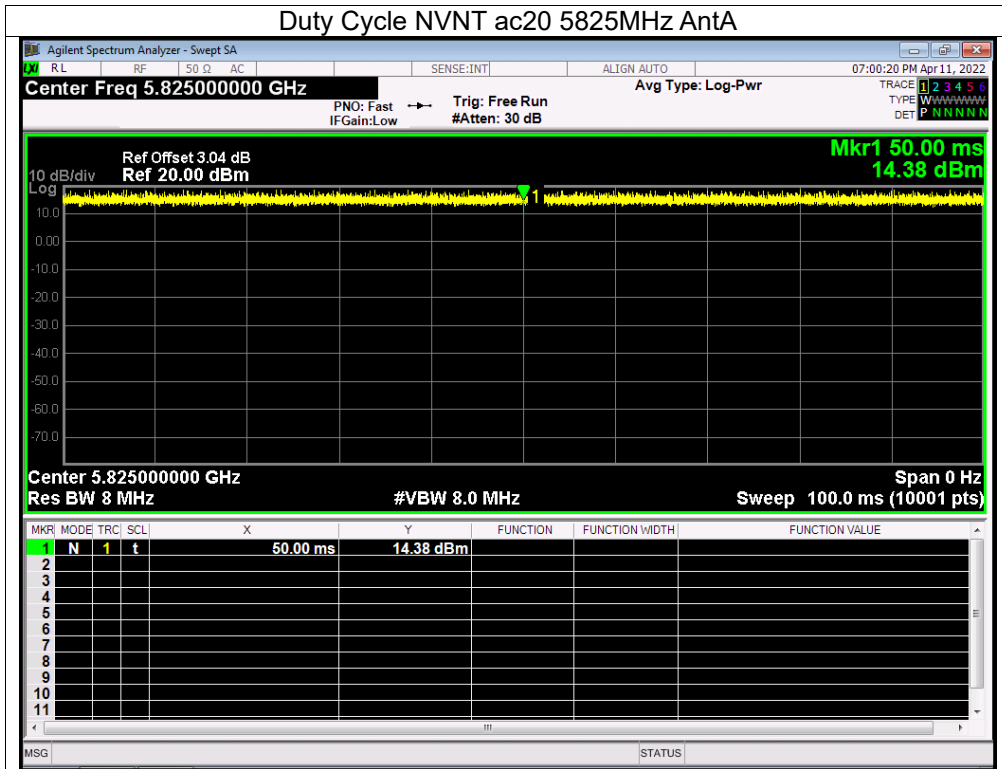 Duty Cycle NVNT ac20 5825MHz AntA
Agilent Spectrum Analyzer - Swept SA
LXI RL RF 50 Ω AC SENSE:INT ALIGN AUTO 07:00:20 PM Apr 11, 2022
Center Freq 5.825000000 GHz Avg Type: Log-Pwr TRACE 1 2 3 4 5 6
PNO: Fast Trig: Free Run TYPE WWWWWW
IFGain:Low #Atten: 30 dB DET P N N N N N
Mkr1 50.00 ms
Ref Offset 3.04 dB
10 dB/div Ref 20.00 dBm 14.38 dBm
Log
1
10.0
0.00
-10.0
-20.0
-30.0
-40.0
-50.0
-60.0
-70.0
Center 5.825000000 GHz Span 0 Hz
Res BW 8 MHz #VBW 8.0 MHz Sweep 100.0 ms (10001 pts)
MKR MODE TRC SCL X Y FUNCTION FUNCTION WIDTH FUNCTION VALUE
1 N 1 t 50.00 ms 14.38 dBm
2
3
4
5
6
7
8
9
10
11
MSG STATUS